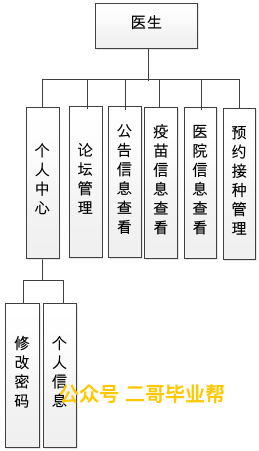 医生
个人中心
论坛管理
公告信息查看
疫苗信息查看
医院信息查看
预约接种管理
修改密码
个人信息
公众号 二哥毕业帮